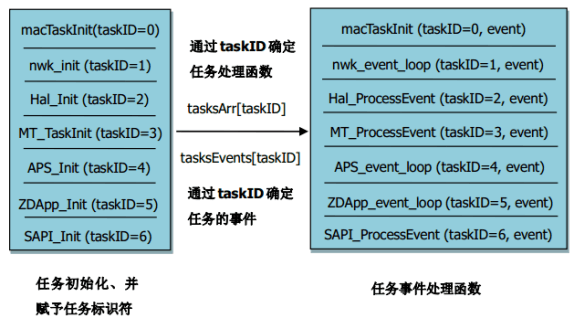 macTaskInit(taskID=0)
nwk_init (taskID=1)
Hal_Init (taskID=2)
MT_TaskInit (taskID=3)
APS_Init (taskID=4)
ZDApp_Init (taskID=5)
SAPI_Init (taskID=6)
任务初始化、并
赋予任务标识符
通过 taskID 确定
任务处理函数
tasksArr[taskID]
tasksEvents[taskID]
通过 taskID 确定
任务的事件
macTaskInit (taskID=0, event)
nwk_event_loop (taskID=1, event)
Hal_ProcessEvent (taskID=2, event)
MT_ProcessEvent (taskID=3, event)
APS_event_loop (taskID=4, event)
ZDApp_event_loop (taskID=5, event)
SAPI_ProcessEvent (taskID=6, event)
任务事件处理函数